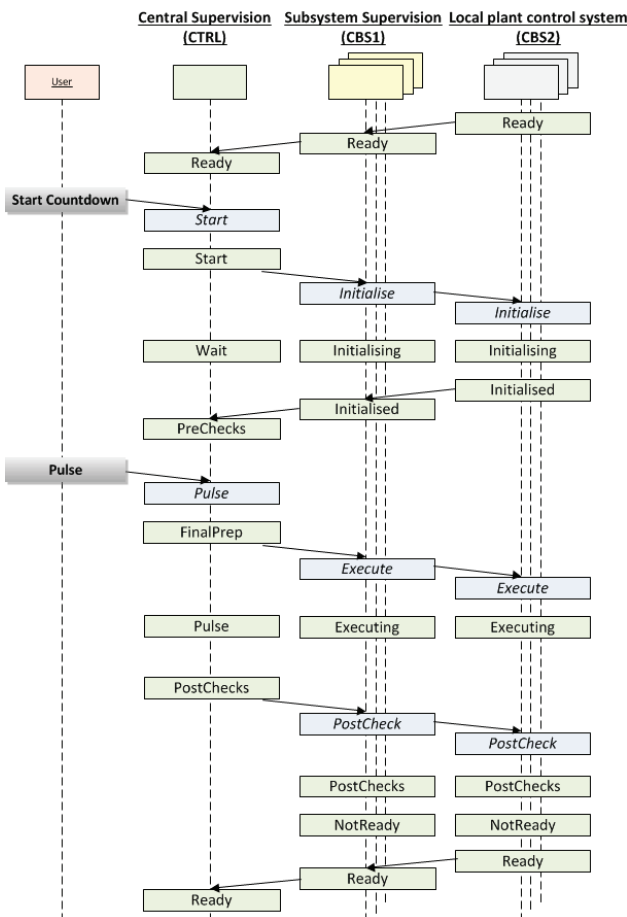 Central Supervision Subsystem Supervision Local plant control system
(CTRL) (CBS1) (CBS2)
User
Ready
Ready
Ready
Start Countdown
Start
Start
Initialise
Initialise
Wait Initialising Initialising
Initialised
Initialised
PreChecks
Pulse
Pulse
FinalPrep
Execute
Execute
Pulse Executing Executing
PostChecks
PostCheck
PostCheck
PostChecks PostChecks
NotReady NotReady
Ready
Ready
Ready